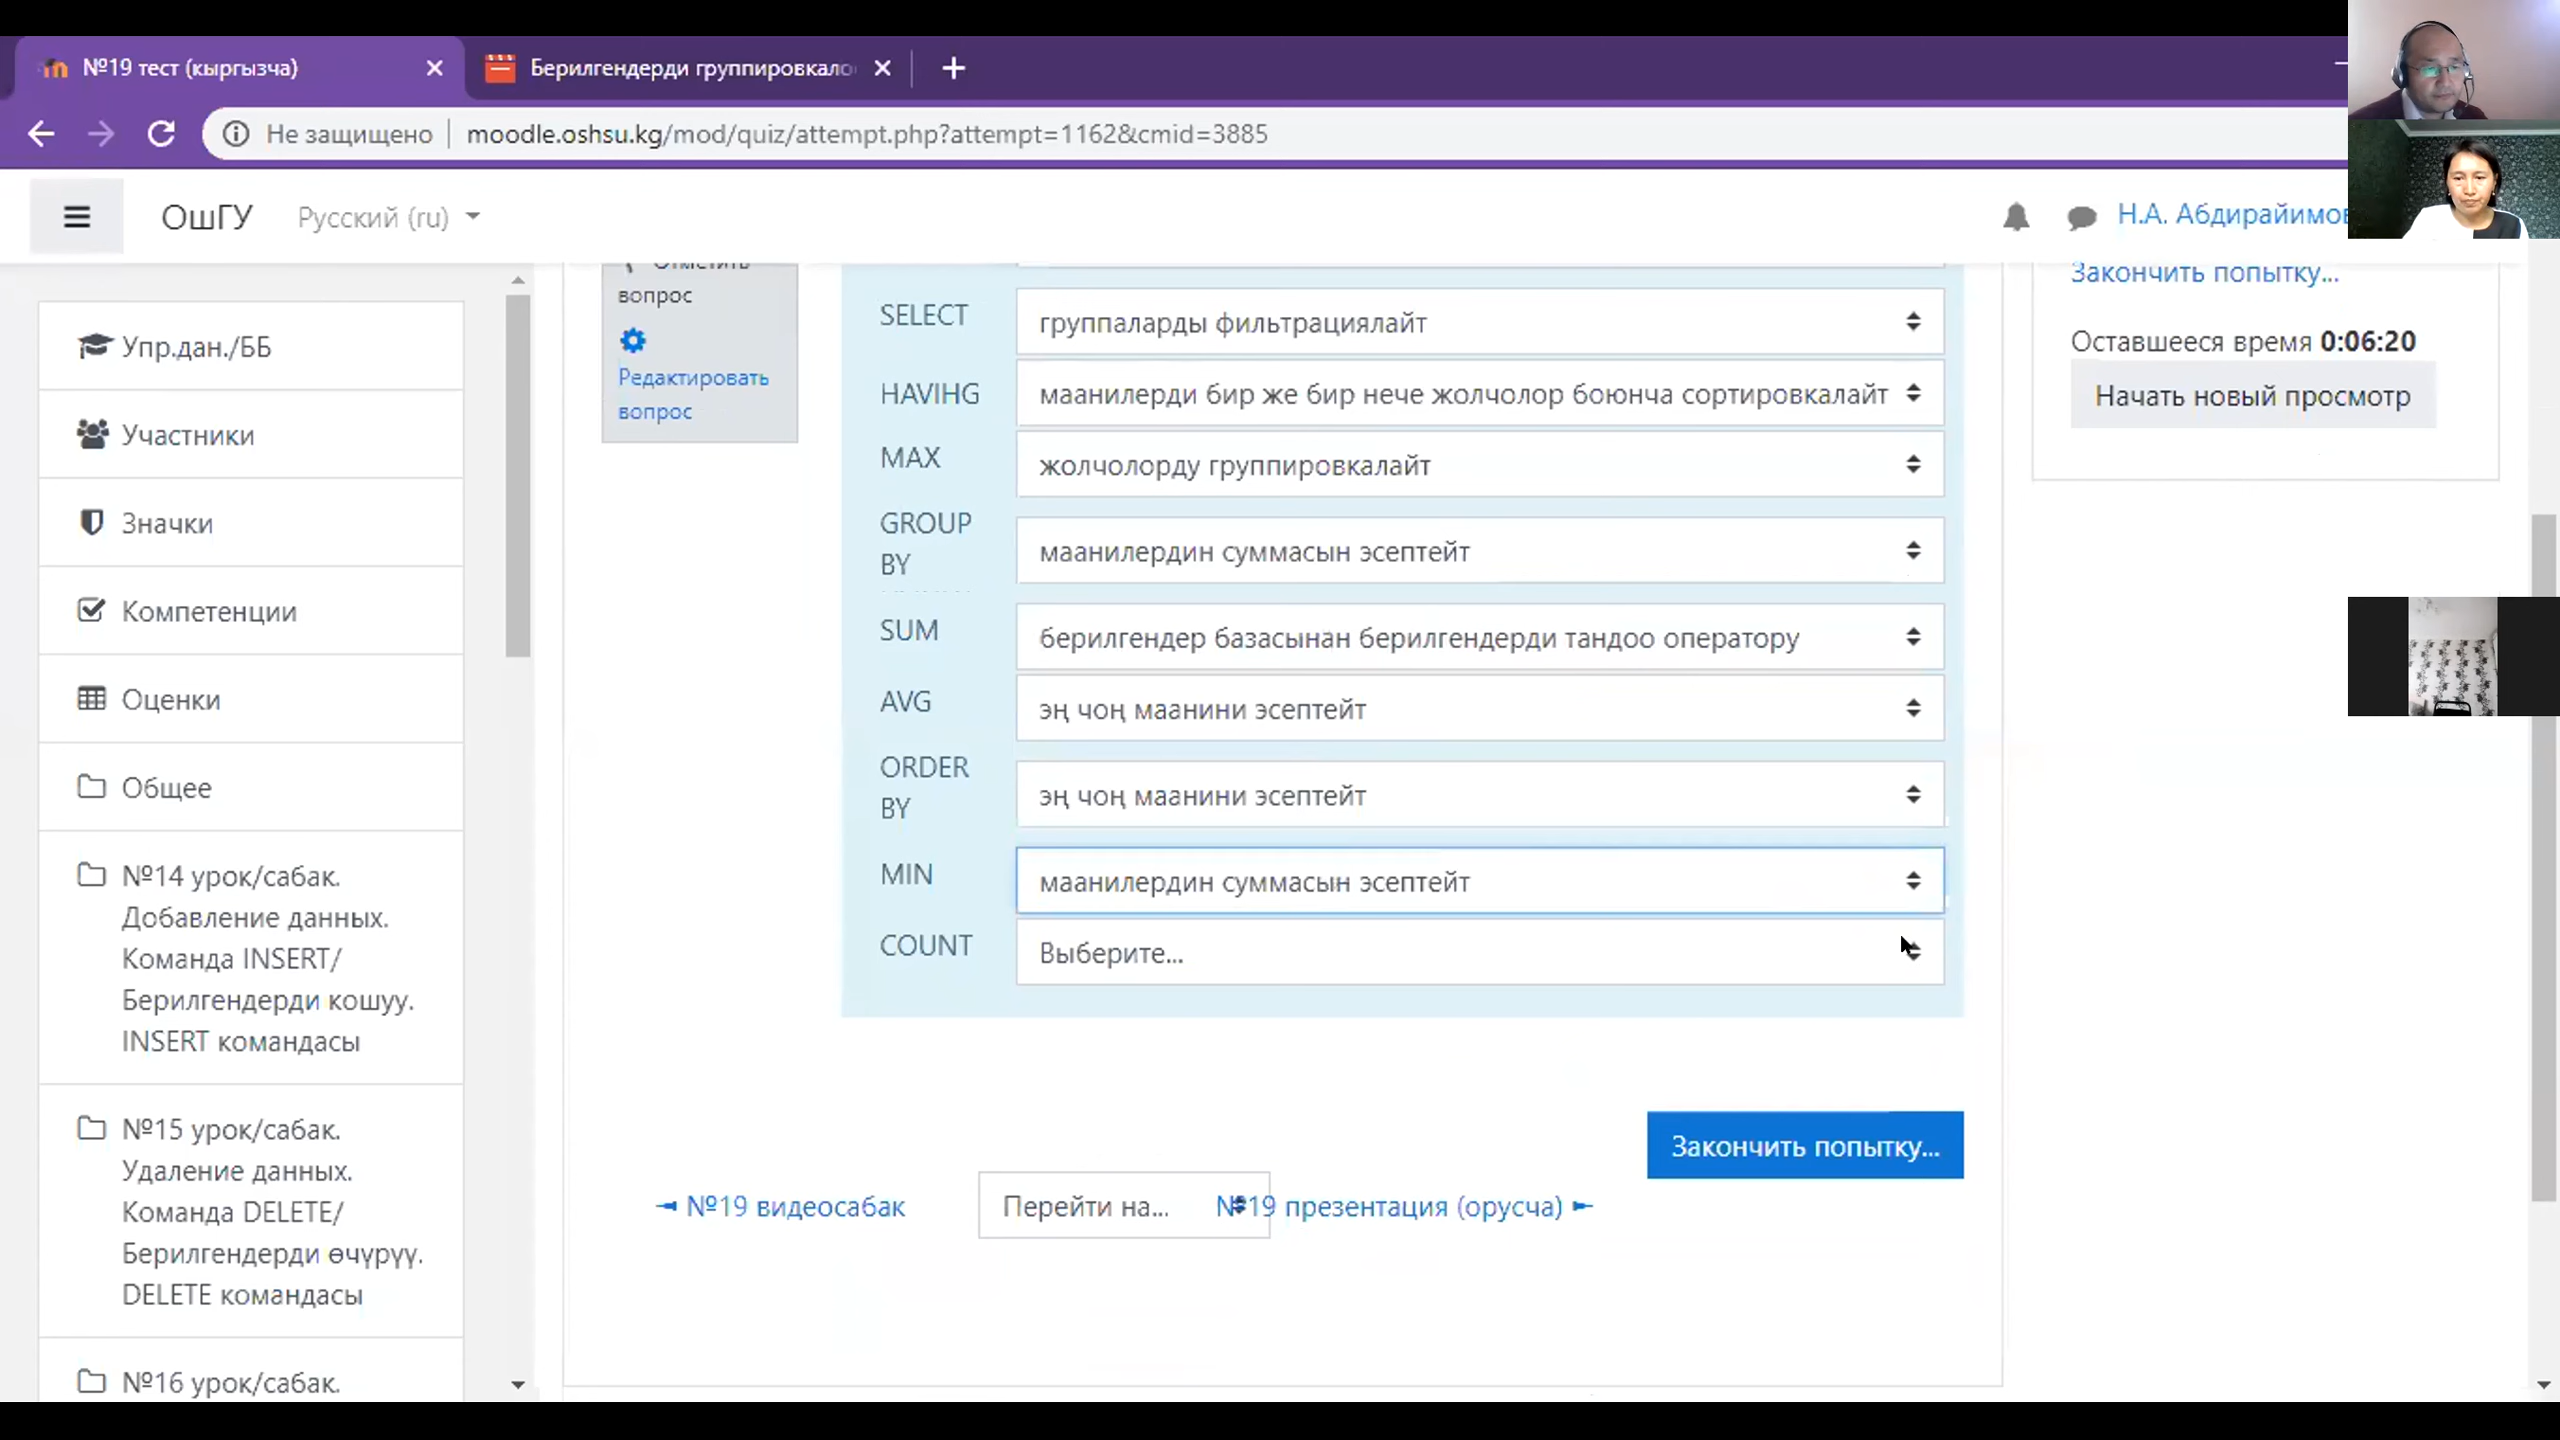 №19 тест (кыргызча)
Берилгендерди группировкало
Не защищено
moodle.oshsu.kg/mod/quiz/attempt.php?attempt=1162&cmid=3885
ОшГУ
Русский (ru)
Н.А. Абдирайимов
Упр.дан./ББ
Участники
Значки
Компетенции
Оценки
Общее
№14 урок/сабак.
Добавление данных.
Команда INSERT/
Берилгендерди кошуу.
INSERT командасы
№15 урок/сабак.
Удаление данных.
Команда DELETE/
Берилгендерди өчүрүү.
DELETE командасы
№16 урок/сабак.
Отметить
вопрос
Редактировать
вопрос
SELECT
группаларды фильтрациялайт
HAVIHG
маанилерди бир же бир нече жолчолор боюнча сортировкалайт
MAX
жолчолорду группировкалайт
GROUP
BY
маанилердин суммасын эсептейт
SUM
берилгендер базасынан берилгендерди тандоо оператору
AVG
эң чоң маанини эсептейт
ORDER
BY
эң чоң маанини эсептейт
MIN
маанилердин суммасын эсептейт
COUNT
Выберите...
Закончить попытку...
№19 видеосабак
Перейти на...
№19 презентация (орусча)
Закончить попытку...
Оставшееся время 0:06:20
Начать новый просмотр